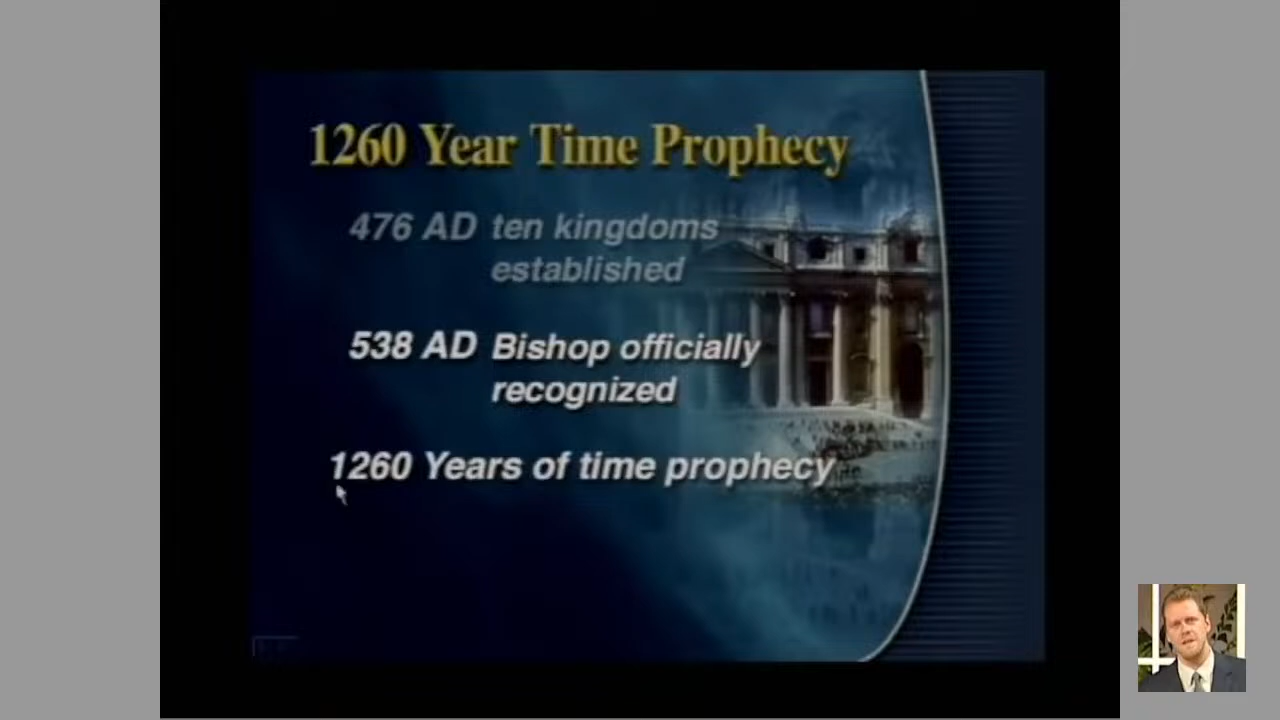 1260 Year Time Prophecy
476 AD ten kingdoms
established
538 AD Bishop officially
recognized
1260 Years of time prophecy